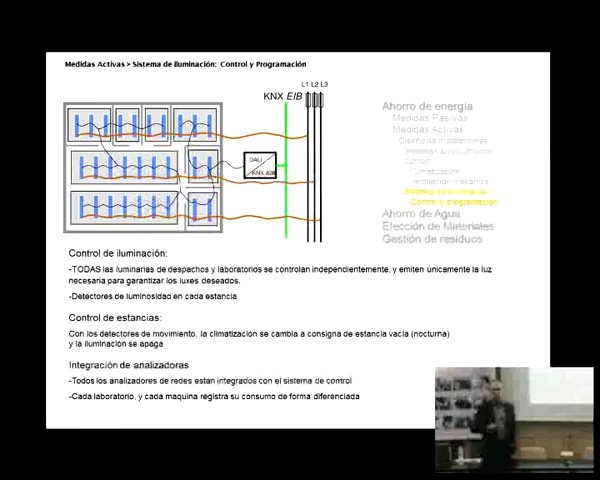 Medidas Activas > Sistema de iluminación: Control y Programación
L1 L2 L3
KNX EIB
DALI
KNX EIB
Ahorro de energía
Medidas Pasivas
Medidas Activas
Diseño de instalaciones
Climatización
Sistema de iluminación
Control y programación
Ahorro de Agua
Elección de Materiales
Gestión de residuos
Control de iluminación:
-TODAS las luminarias de despachos y laboratorios se controlan independientemente, y emiten únicamente la luz
necesaria para garantizar los luxes deseados.
-Detectores de luminosidad en cada estancia
Control de estancias:
Con los detectores de movimiento, la climatización se cambia a consigna de estancia vacía (nocturna)
y la iluminación se apaga
Integración de analizadores
-Todos los analizadores de redes estan integrados con el sistema de control
-Cada laboratorio, y cada maquina registra su consumo de forma diferenciada